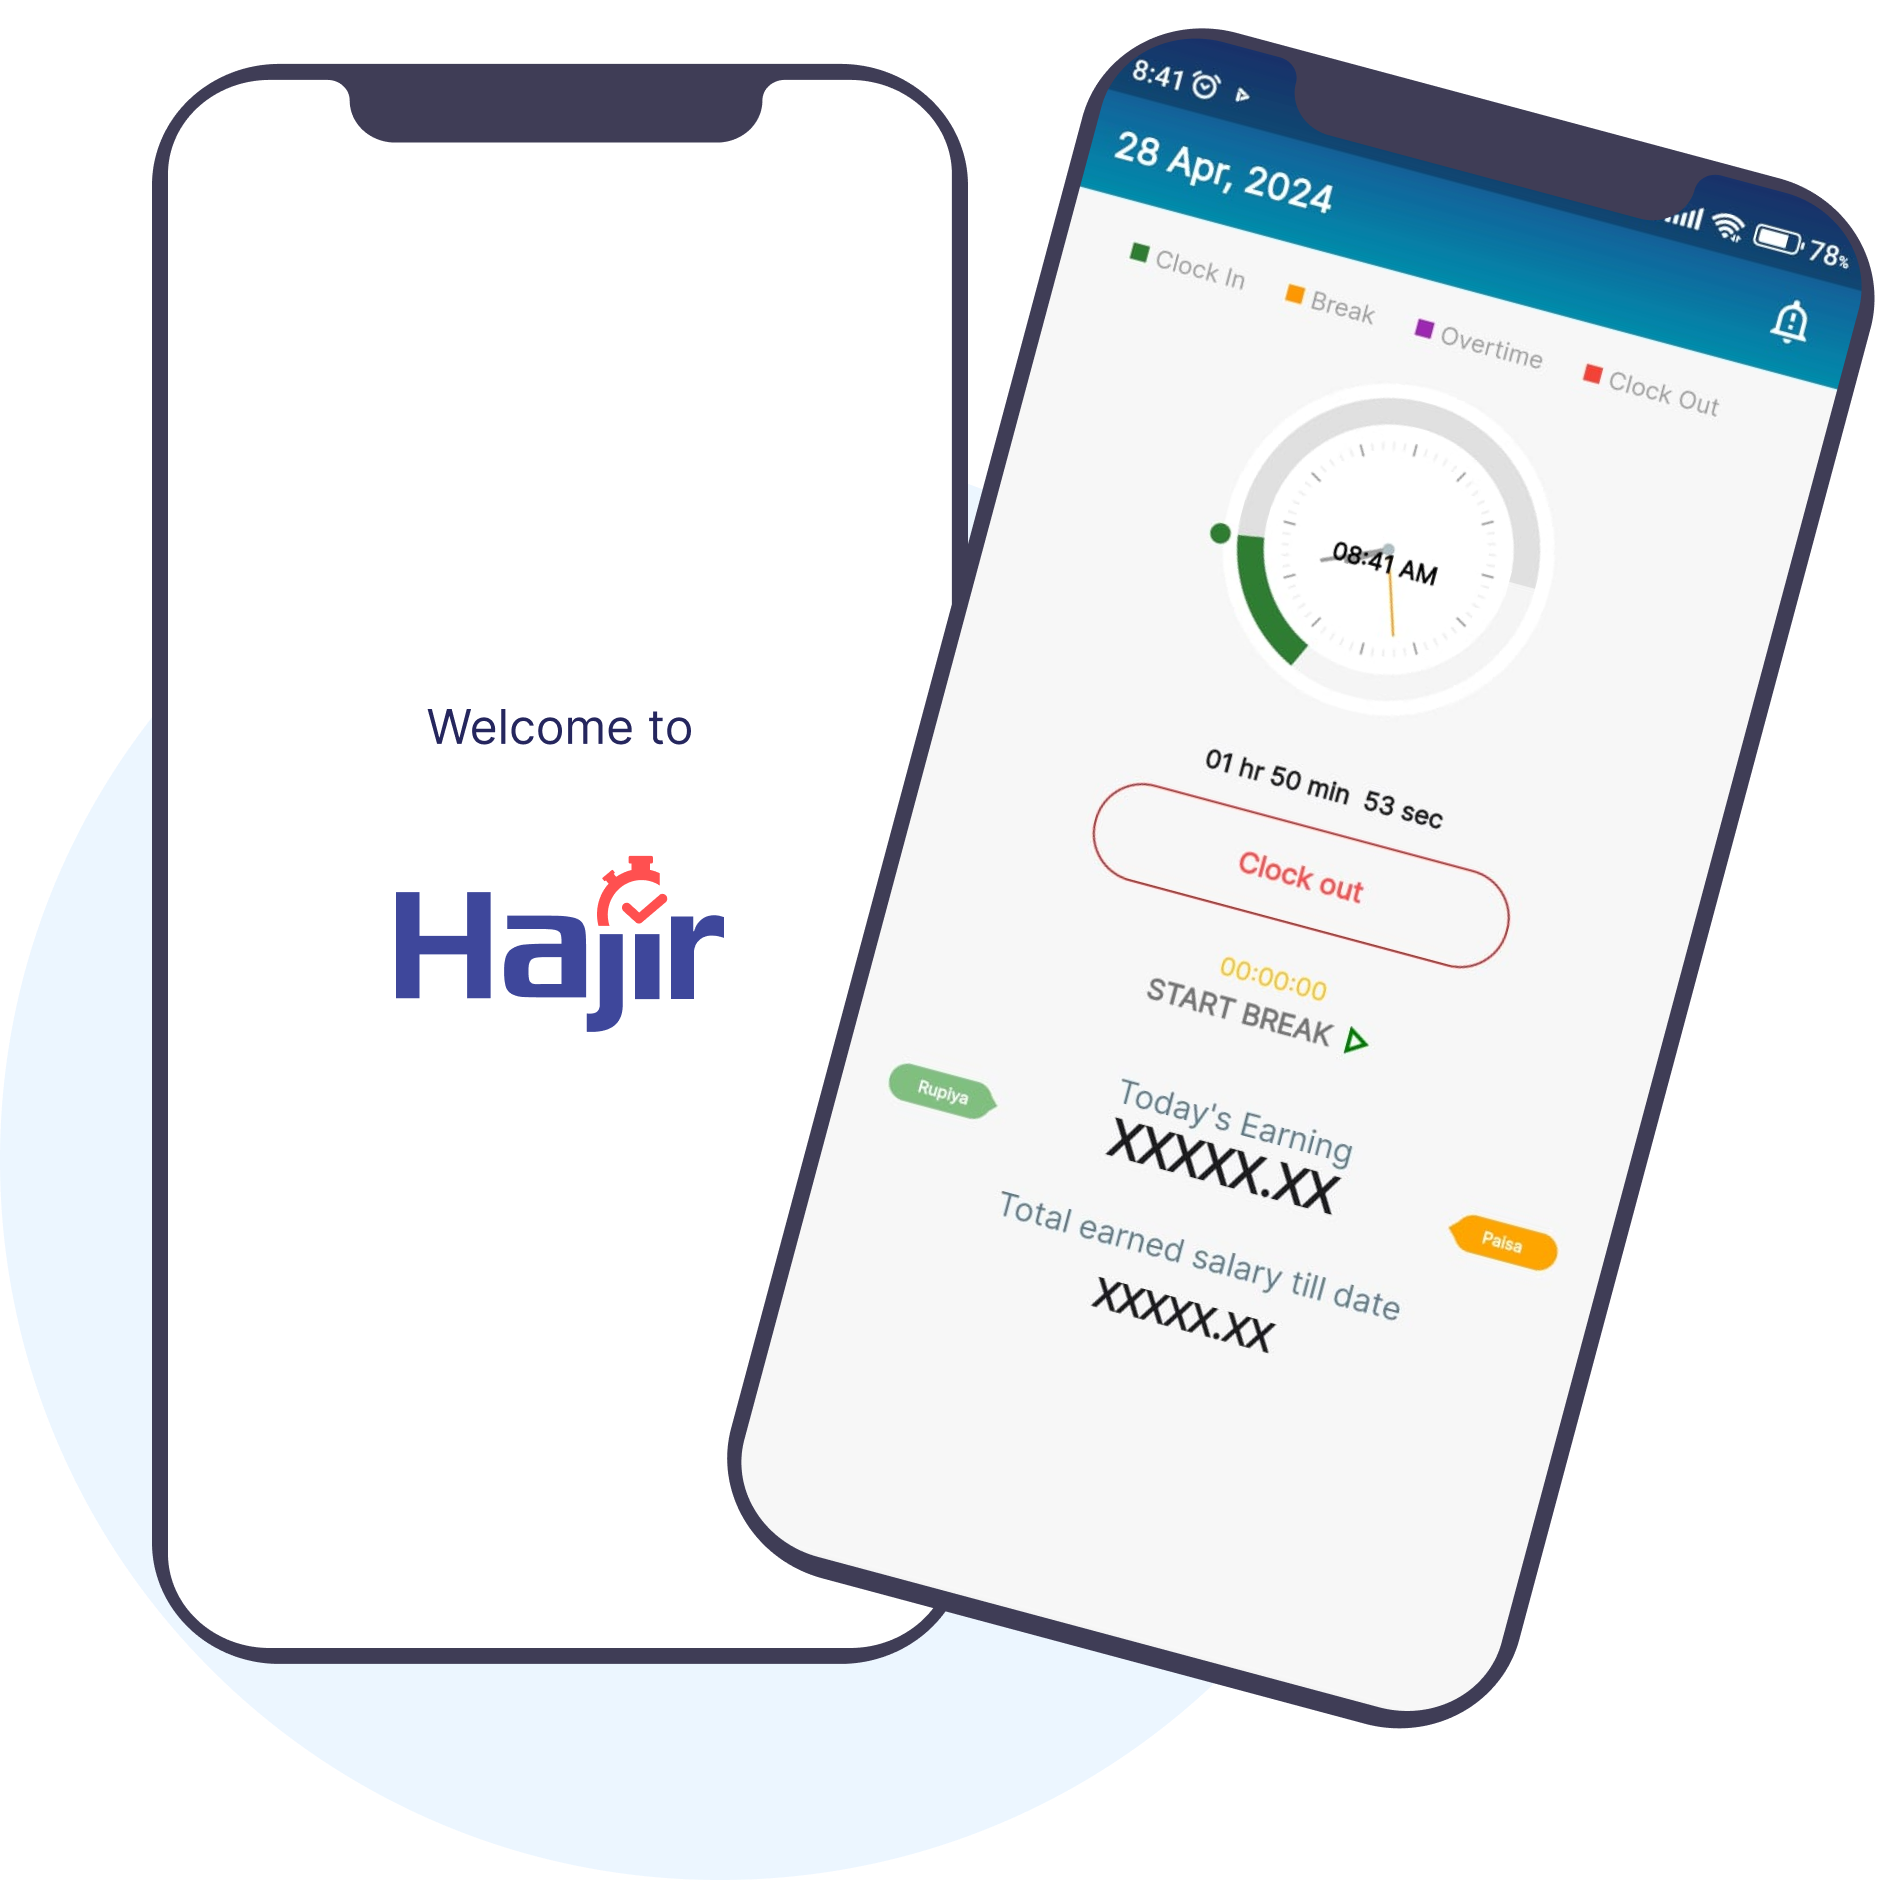 Welcome to
Hajir
8:41
78%
28 Apr, 2024
Clock In
Break
Overtime
Clock Out
08:41 AM
01 hr 50 min 53 sec
Clock out
00:00:00
START BREAK
Rupiya
Today's Earning
XXXXX.XX
Paisa
Total earned salary till date
XXXXX.XX